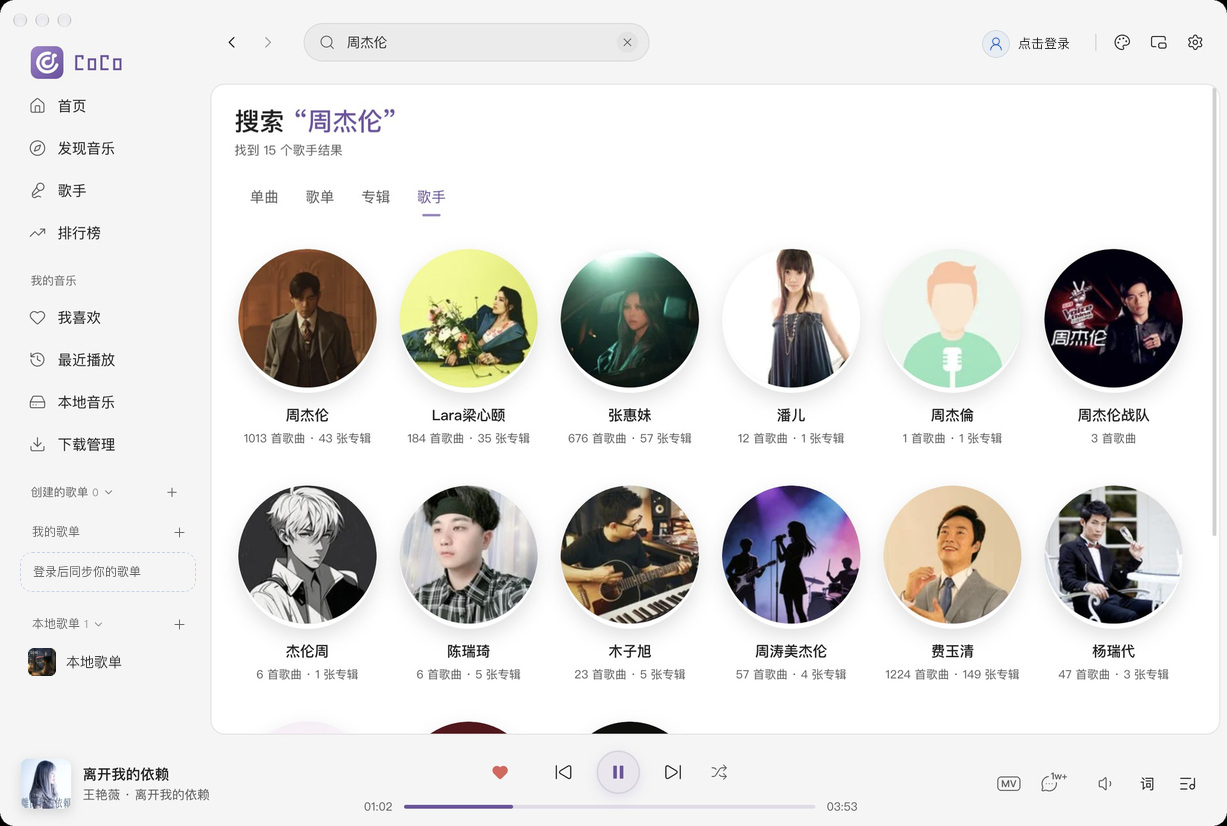 CoCo
周杰伦
点击登录
首页
发现音乐
歌手
排行榜
我的音乐
我喜欢
最近播放
本地音乐
下载管理
创建的歌单 0
我的歌单
登录后同步你的歌单
本地歌单 1
本地歌单
搜索 “周杰伦”
找到 15 个歌手结果
单曲 歌单 专辑 歌手
周杰伦
周杰伦 Lara梁心颐 张惠妹 潘儿 周杰倫 周杰伦战队
1013 首歌曲 · 43 张专辑 184 首歌曲 · 35 张专辑 676 首歌曲 · 57 张专辑 12 首歌曲 · 1 张专辑 1 首歌曲 · 1 张专辑 3 首歌曲
杰伦周 陈瑞琦 木子旭 周涛美杰伦 费玉清 杨瑞代
6 首歌曲 · 1 张专辑 6 首歌曲 · 5 张专辑 23 首歌曲 · 5 张专辑 57 首歌曲 · 4 张专辑 1224 首歌曲 · 149 张专辑 47 首歌曲 · 3 张专辑
离开我的依赖
王艳薇 · 离开我的依赖
01:02
03:53
MV
1w+
词